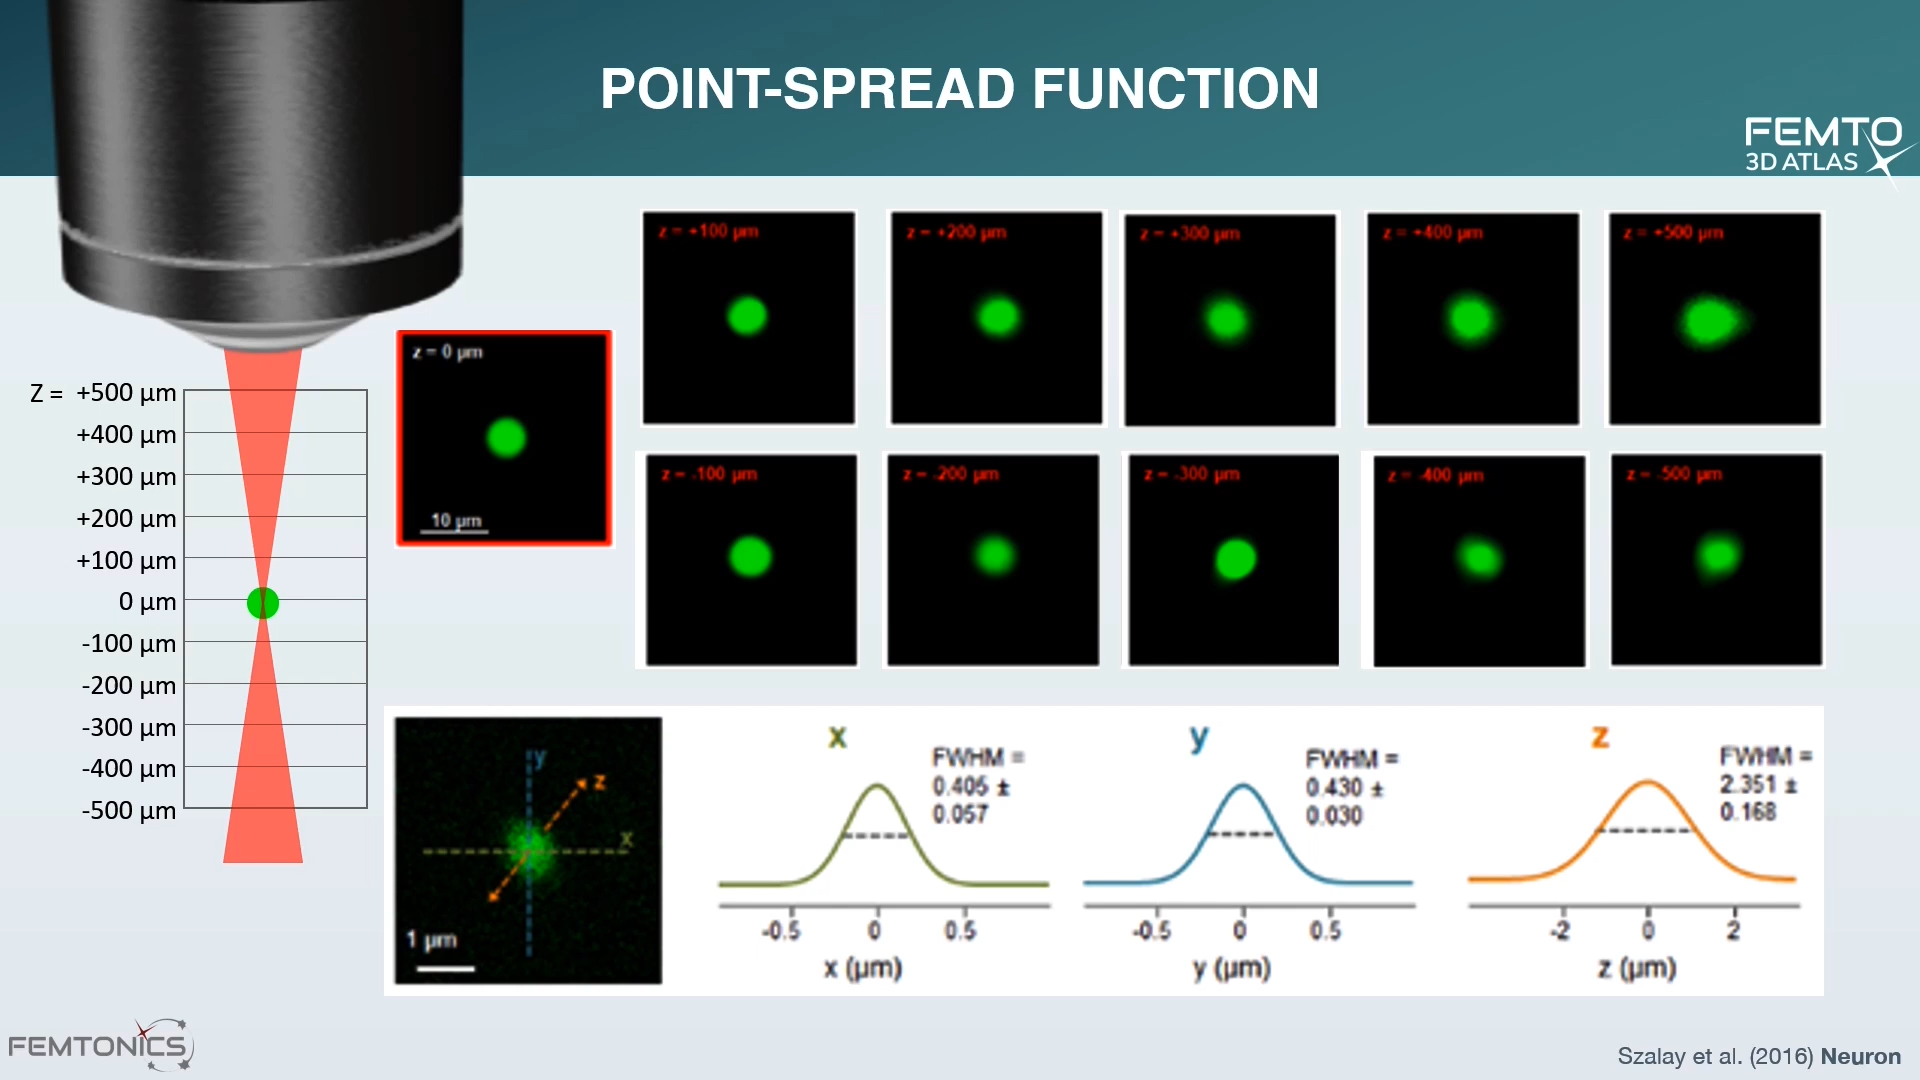 POINT-SPREAD FUNCTION
FEMTO
3D ATLAS
z = +100 µm
z = +200 µm
z = +300 µm
z = +400 µm
z = +500 µm
z = 0 µm
10 µm
z = -100 µm
z = -200 µm
z = -300 µm
z = -400 µm
z = -500 µm
Z = +500 µm
+400 µm
+300 µm
+200 µm
+100 µm
0 µm
-100 µm
-200 µm
-300 µm
-400 µm
-500 µm
y
z
x
1 µm
x
FWHM =
0.405 ±
0.057
-0.5 0 0.5
x (µm)
y
FWHM =
0.430 ±
0.030
-0.5 0 0.5
y (µm)
z
FWHM =
2.351 ±
0.168
-2 0 2
z (µm)
FEMTONICS
Szalay et al. (2016) Neuron